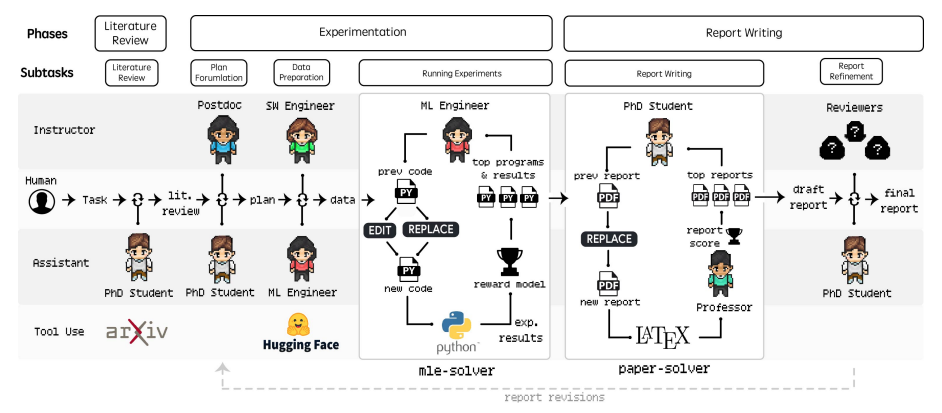 Phases
Literature
Review
Experimentation
Report Writing
Subtasks
Literature
Review
Plan
Forumlation
Data
Preparation
Running Experiments
Report Writing
Report
Refinement
Instructor
Postdoc
SW Engineer
ML Engineer
PhD Student
Reviewers
? ? ?
Human
Task
lit.
review
plan
data
prev code
PY
EDIT
REPLACE
PY
new code
top programs
& results
PY PY PY
reward model
exp.
results
prev report
PDF
REPLACE
PDF
new report
top reports
PDF PDF PDF
report
score
Professor
draft
report
final
report
Assistant
PhD Student
PhD Student
ML Engineer
PhD Student
Tool Use
arXiv
Hugging Face
python™
LATEX
mle-solver
paper-solver
report revisions